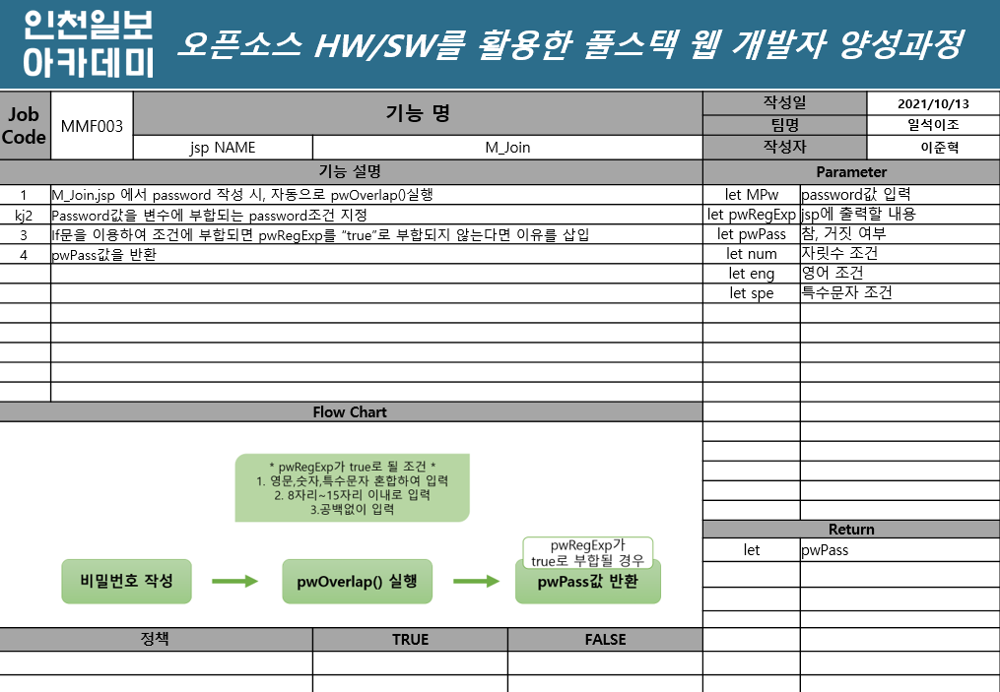 인천일보
아카데미
오픈소스 HW/SW를 활용한 풀스택 웹 개발자 양성과정
Job
Code
MMF003
기능 명
작성일
2021/10/13
팀명
일석이조
jsp NAME
M_Join
작성자
이준혁
기능 설명
Parameter
1
M_Join.jsp 에서 password 작성 시, 자동으로 pwOverlap()실행
let MPw
password값 입력
kj2
Password값을 변수에 부합되는 password조건 지정
let pwRegExp
jsp에 출력할 내용
3
If문을 이용하여 조건에 부합되면 pwRegExp를 “true”로 부합되지 않는다면 이유를 삽입
let pwPass
참, 거짓 여부
4
pwPass값을 반환
let num
자릿수 조건
let eng
영어 조건
let spe
특수문자 조건
Flow Chart
* pwRegExp가 true로 될 조건 *
1. 영문,숫자,특수문자 혼합하여 입력
2. 8자리~15자리 이내로 입력
3.공백없이 입력
비밀번호 작성
pwOverlap() 실행
pwRegExp가
true로 부합될 경우
pwPass값 반환
Return
let
pwPass
정책
TRUE
FALSE